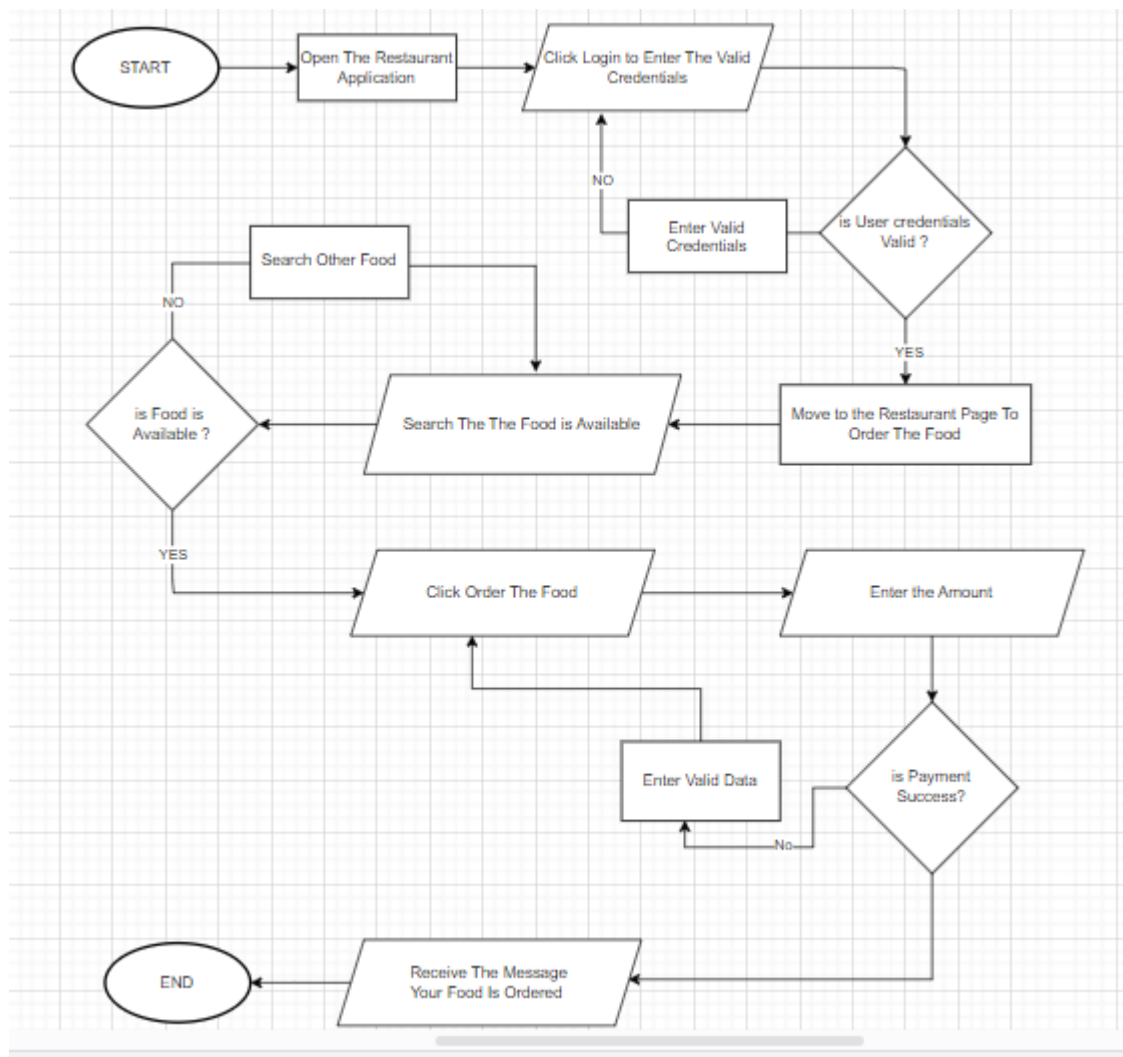 START
Open The Restaurant
Application
Click Login to Enter The Valid
Credentials
NO
Enter Valid
Credentials
is User credentials
Valid ?
Search Other Food
NO
YES
is Food is
Available ?
Search The The Food is Available
Move to the Restaurant Page To
Order The Food
YES
Click Order The Food
Enter the Amount
Enter Valid Data
is Payment
Success?
No
END
Receive The Message
Your Food Is Ordered